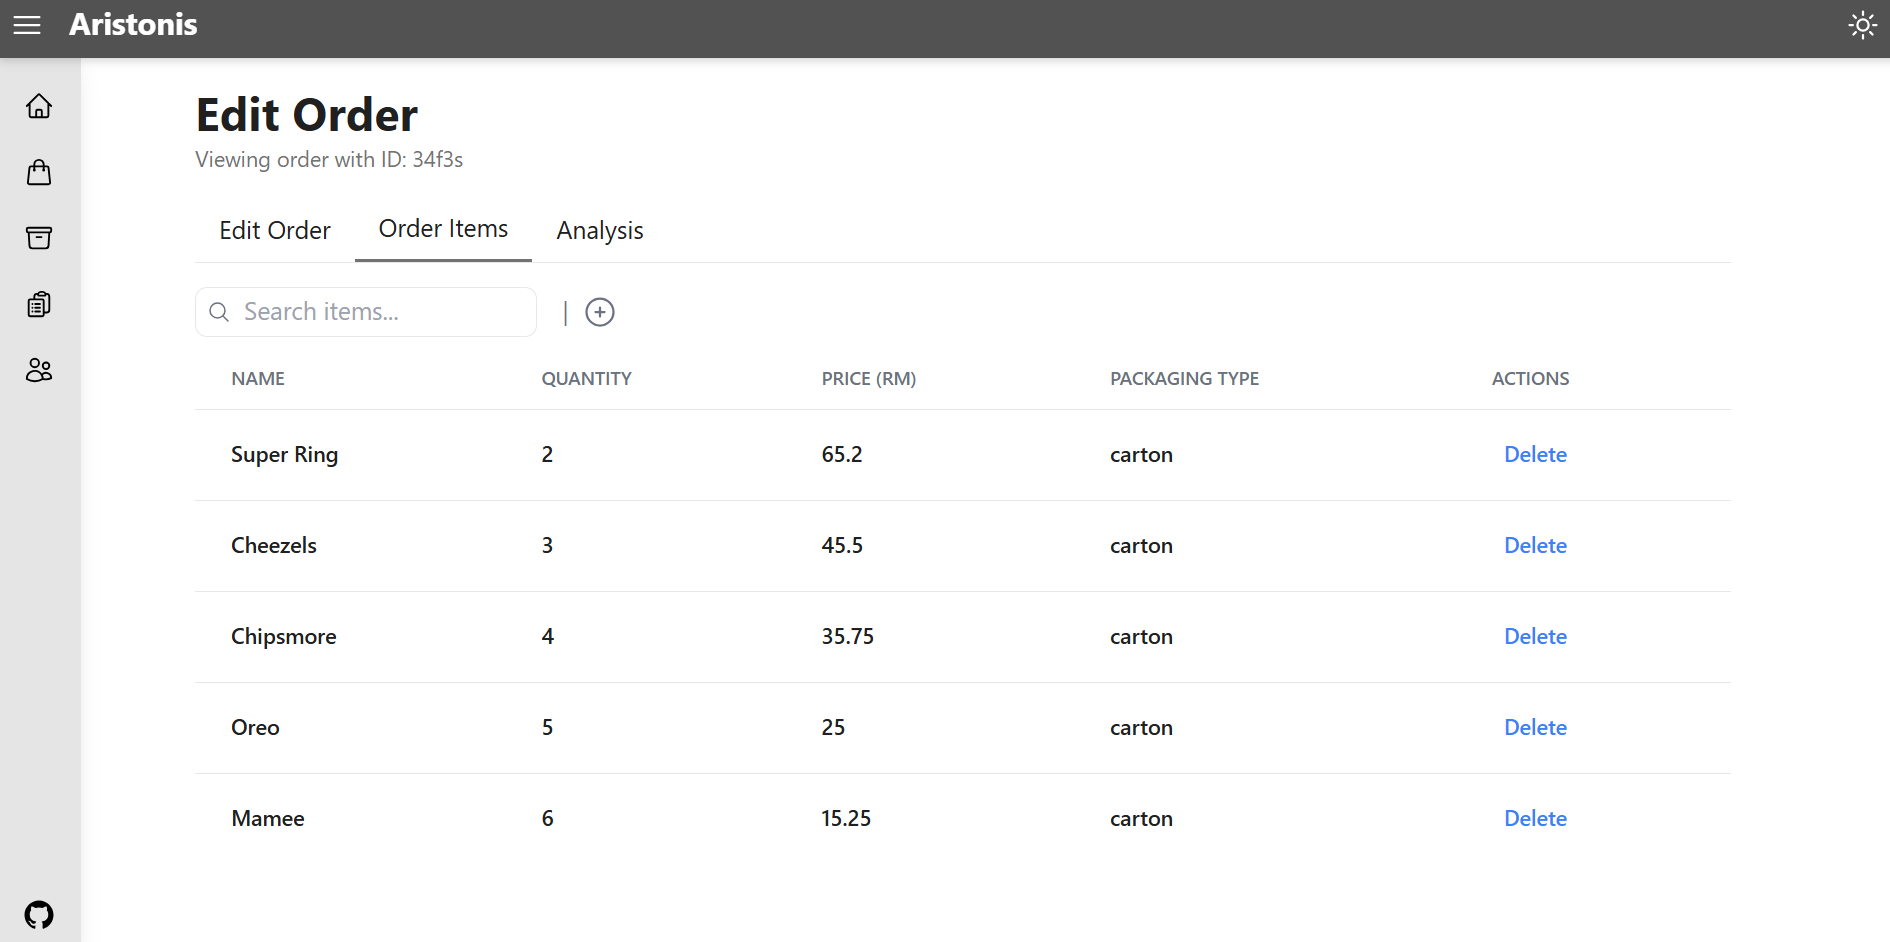 Aristonis
Edit Order
Viewing order with ID: 34f3s
Edit Order Order Items Analysis
Search items... |
NAME QUANTITY PRICE (RM) PACKAGING TYPE ACTIONS
Super Ring 2 65.2 carton Delete
Cheezels 3 45.5 carton Delete
Chipsmore 4 35.75 carton Delete
Oreo 5 25 carton Delete
Mamee 6 15.25 carton Delete